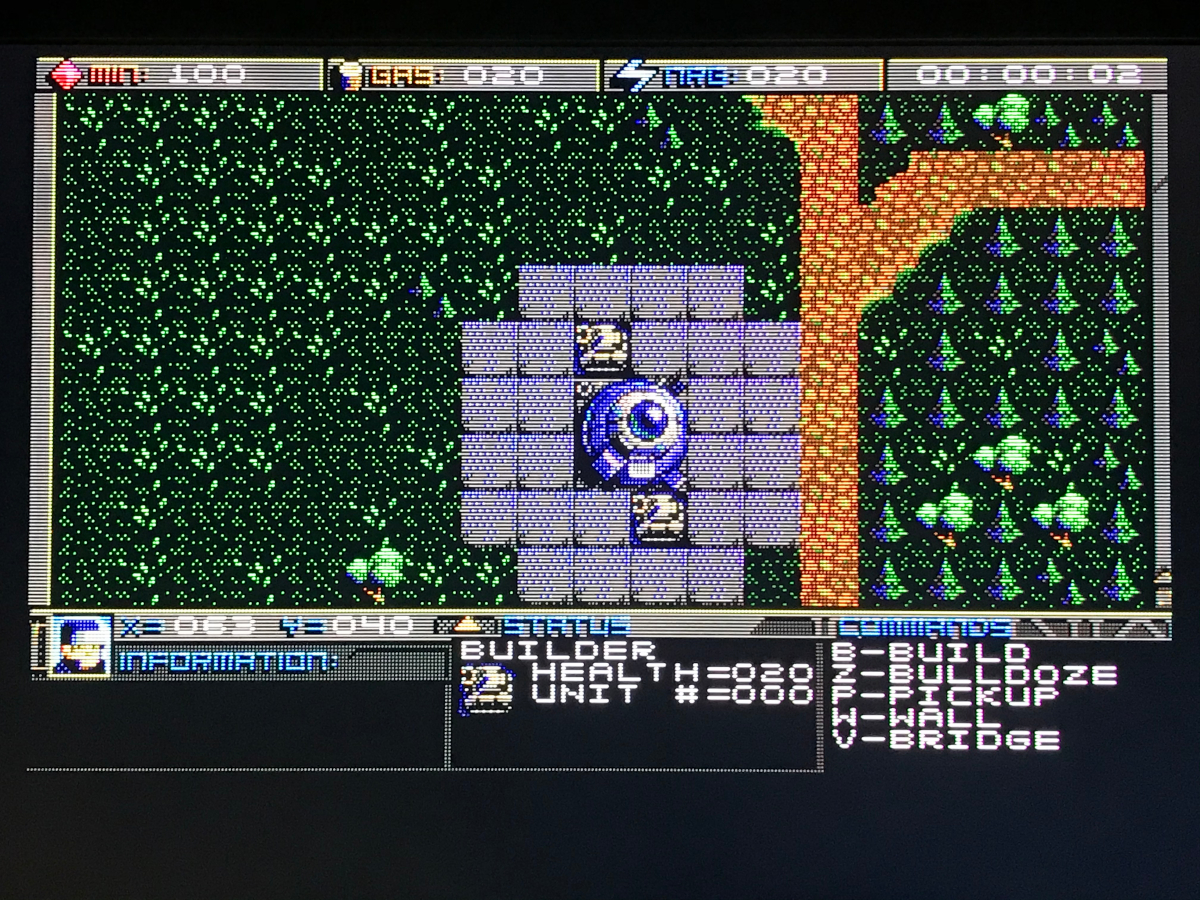 MIN: 100 GAS: 020 NRG: 020 00:00:02
X=063 Y=040 STATUS COMMANDS
INFORMATION:
BUILDER
HEALTH=020
UNIT #=000
B-BUILD
Z-BULLDOZE
P-PICKUP
W-WALL
V-BRIDGE